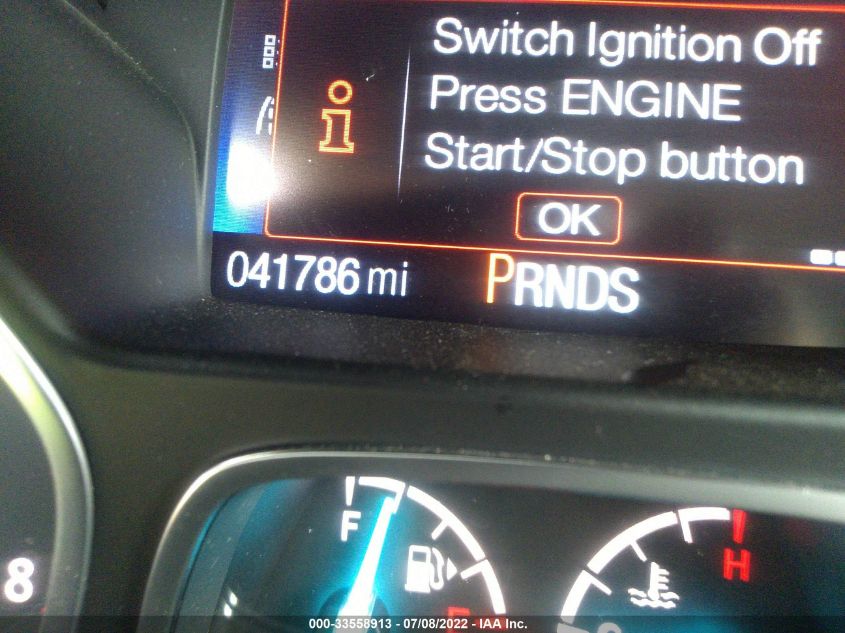 Switch Ignition Off
Press ENGINE
Start/Stop button
OK
041786 mi
PRNDS
F
H
8
000-33558913 - 07/08/2022 - IAA Inc.